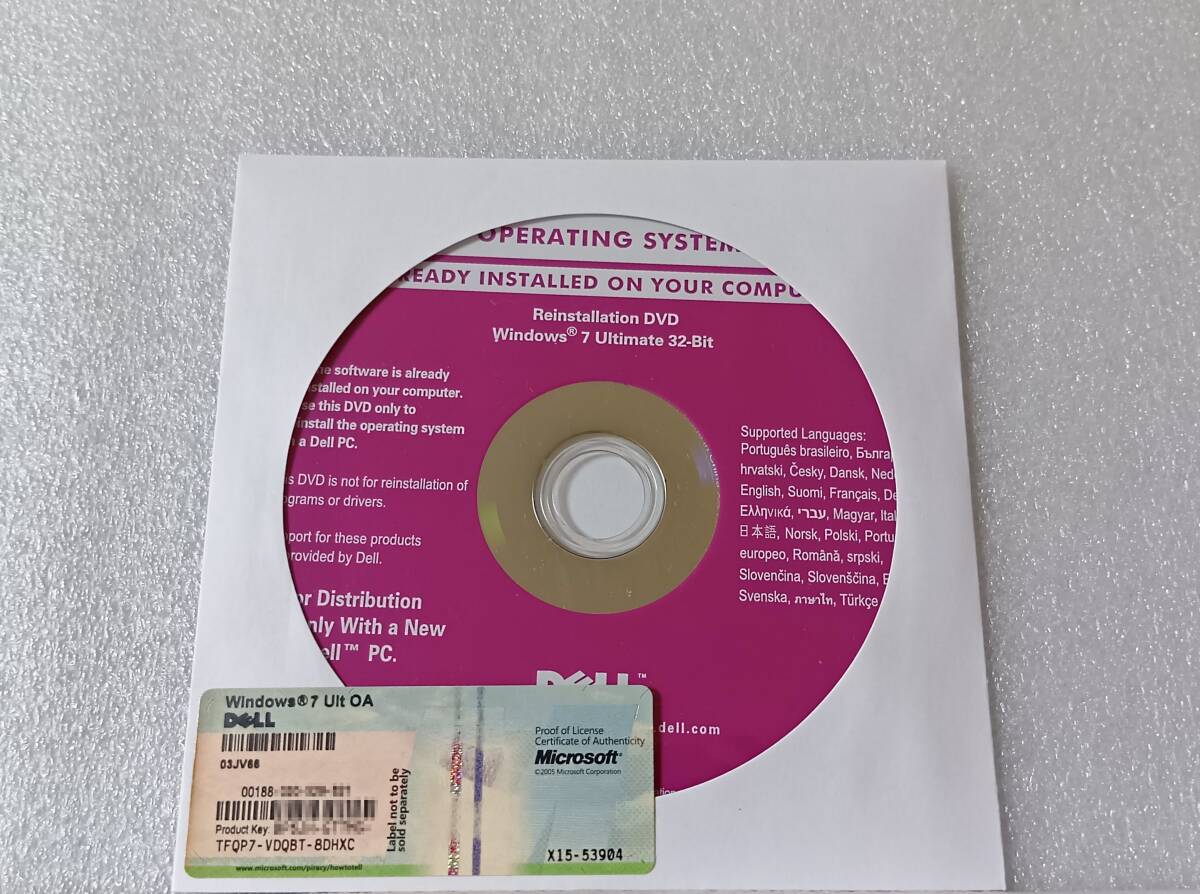 OPERATING SYSTEM
READY INSTALLED ON YOUR COMPU
Reinstallation DVD
Windows® 7 Ultimate 32-Bit
software is already
stalled on your computer.
se this DVD only to
install the operating system
a Dell PC.
s DVD is not for reinstallation of
ograms or drivers.
port for these products
provided by Dell.
or Distribution
nly With a New
ell™ PC.
Supported Languages:
Português brasileiro, Бълга
hrvatski, Česky, Dansk, Ned
English, Suomi, Français, De
Ελληνικά, עברי, Magyar, Ital
日本語, Norsk, Polski, Portu
europeo, Română, srpski,
Slovenčina, Slovenščina, E
Svenska, ภาษาไทย, Türkçe
DELL™
.dell.com
Windows®7 Ult OA
DELL
03JV66
00188
Product Key:
TFQP7-VDQBT-8DHXC
www.microsoft.com/piracy/howtotell
Label not to be
sold separately
Proof of License
Certificate of Authenticity
Microsoft®
©2005 Microsoft Corporation
X15-53904